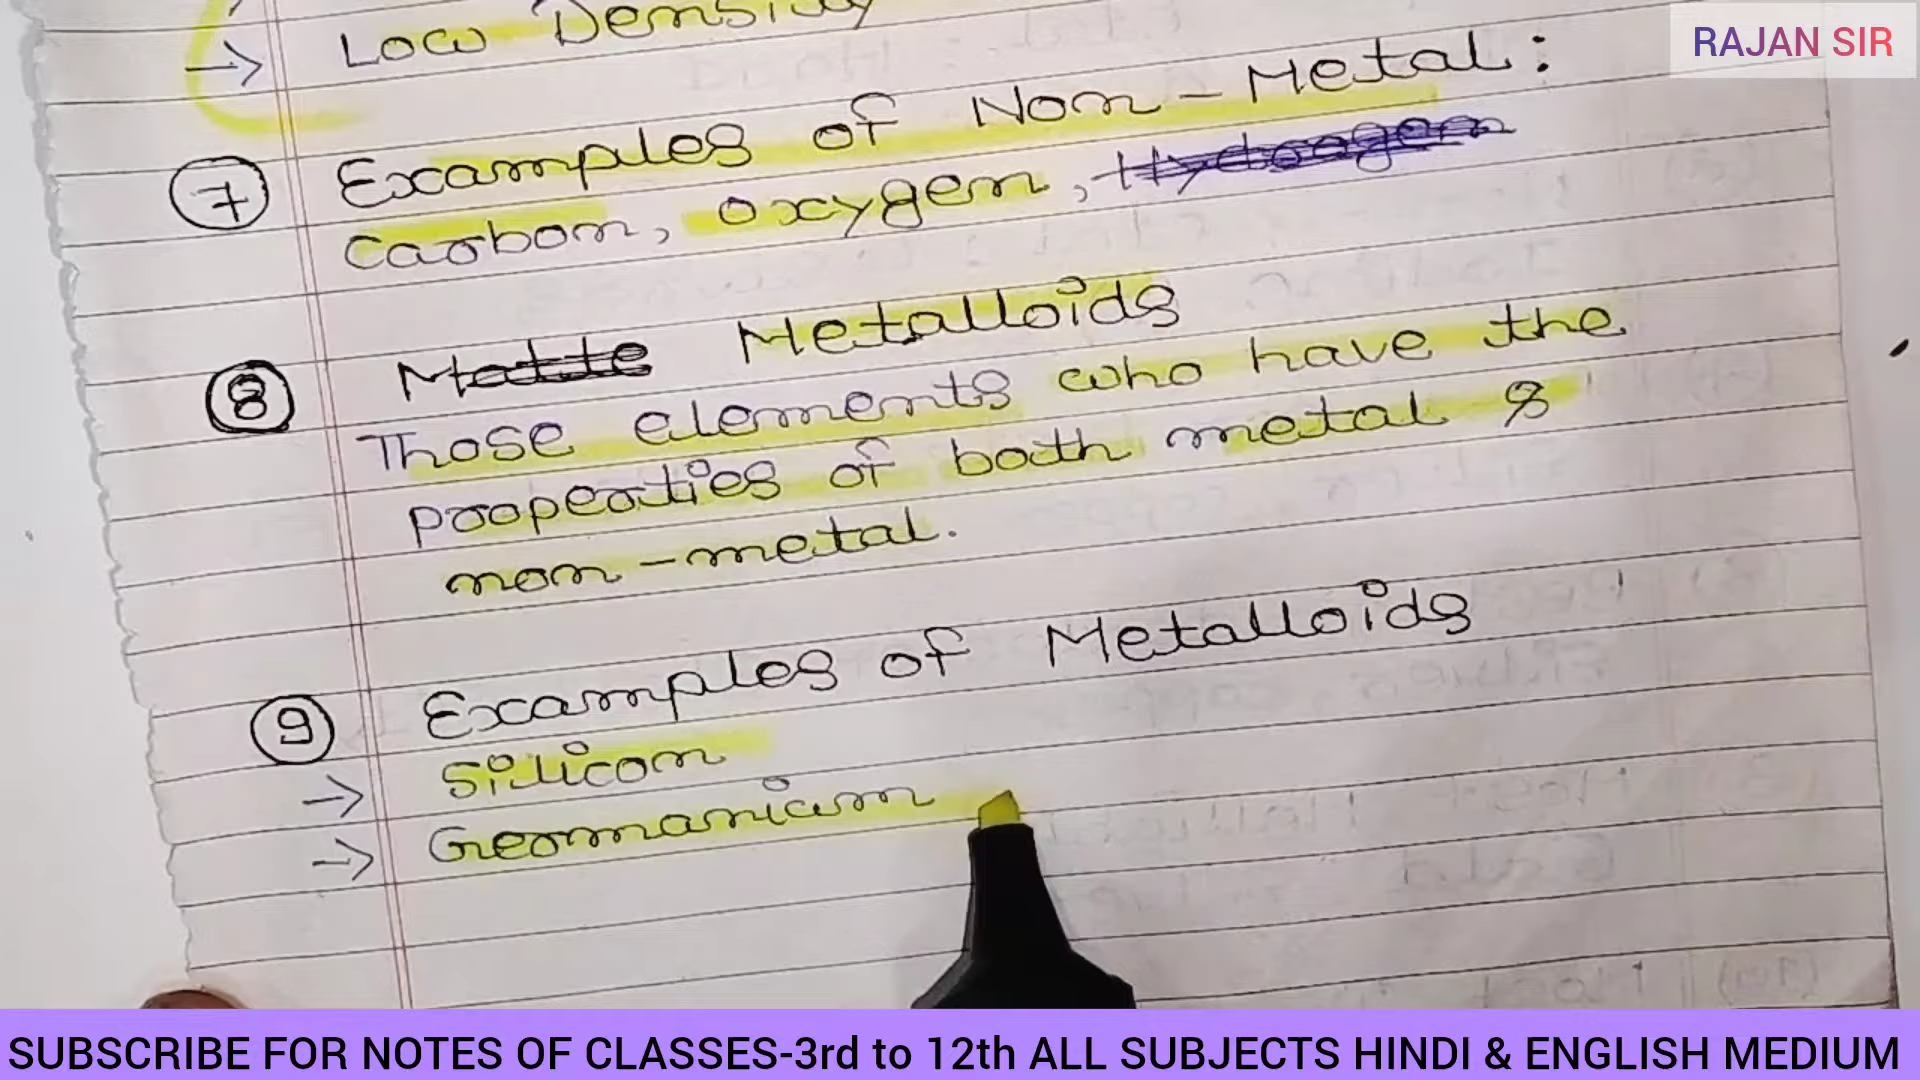 RAJAN SIR
→ Low Density
7 Examples of Non-Metal:
Carbon, oxygen, Hydrogen
8 Metalloids
Those elements who have the
properties of both metal &
non-metal.
9 Examples of Metalloids
→ Silicon
→ Germanium
SUBSCRIBE FOR NOTES OF CLASSES-3rd to 12th ALL SUBJECTS HINDI & ENGLISH MEDIUM